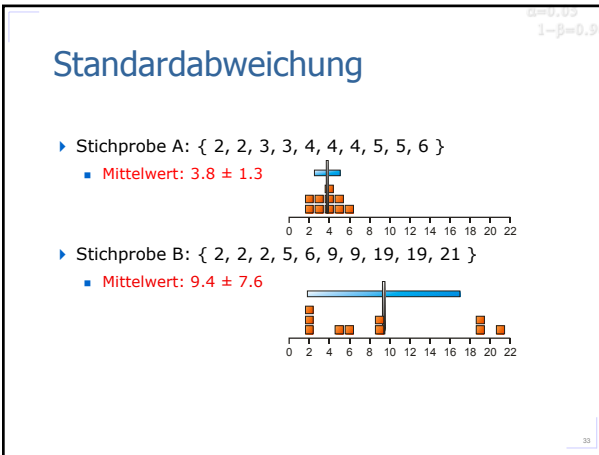 α=0.05
1-β=0.9
Standardabweichung
Stichprobe A: { 2, 2, 3, 3, 4, 4, 4, 5, 5, 6 }
Mittelwert: 3.8 ± 1.3
0 2 4 6 8 10 12 14 16 18 20 22
Stichprobe B: { 2, 2, 2, 5, 6, 9, 9, 19, 19, 21 }
Mittelwert: 9.4 ± 7.6
0 2 4 6 8 10 12 14 16 18 20 22
33